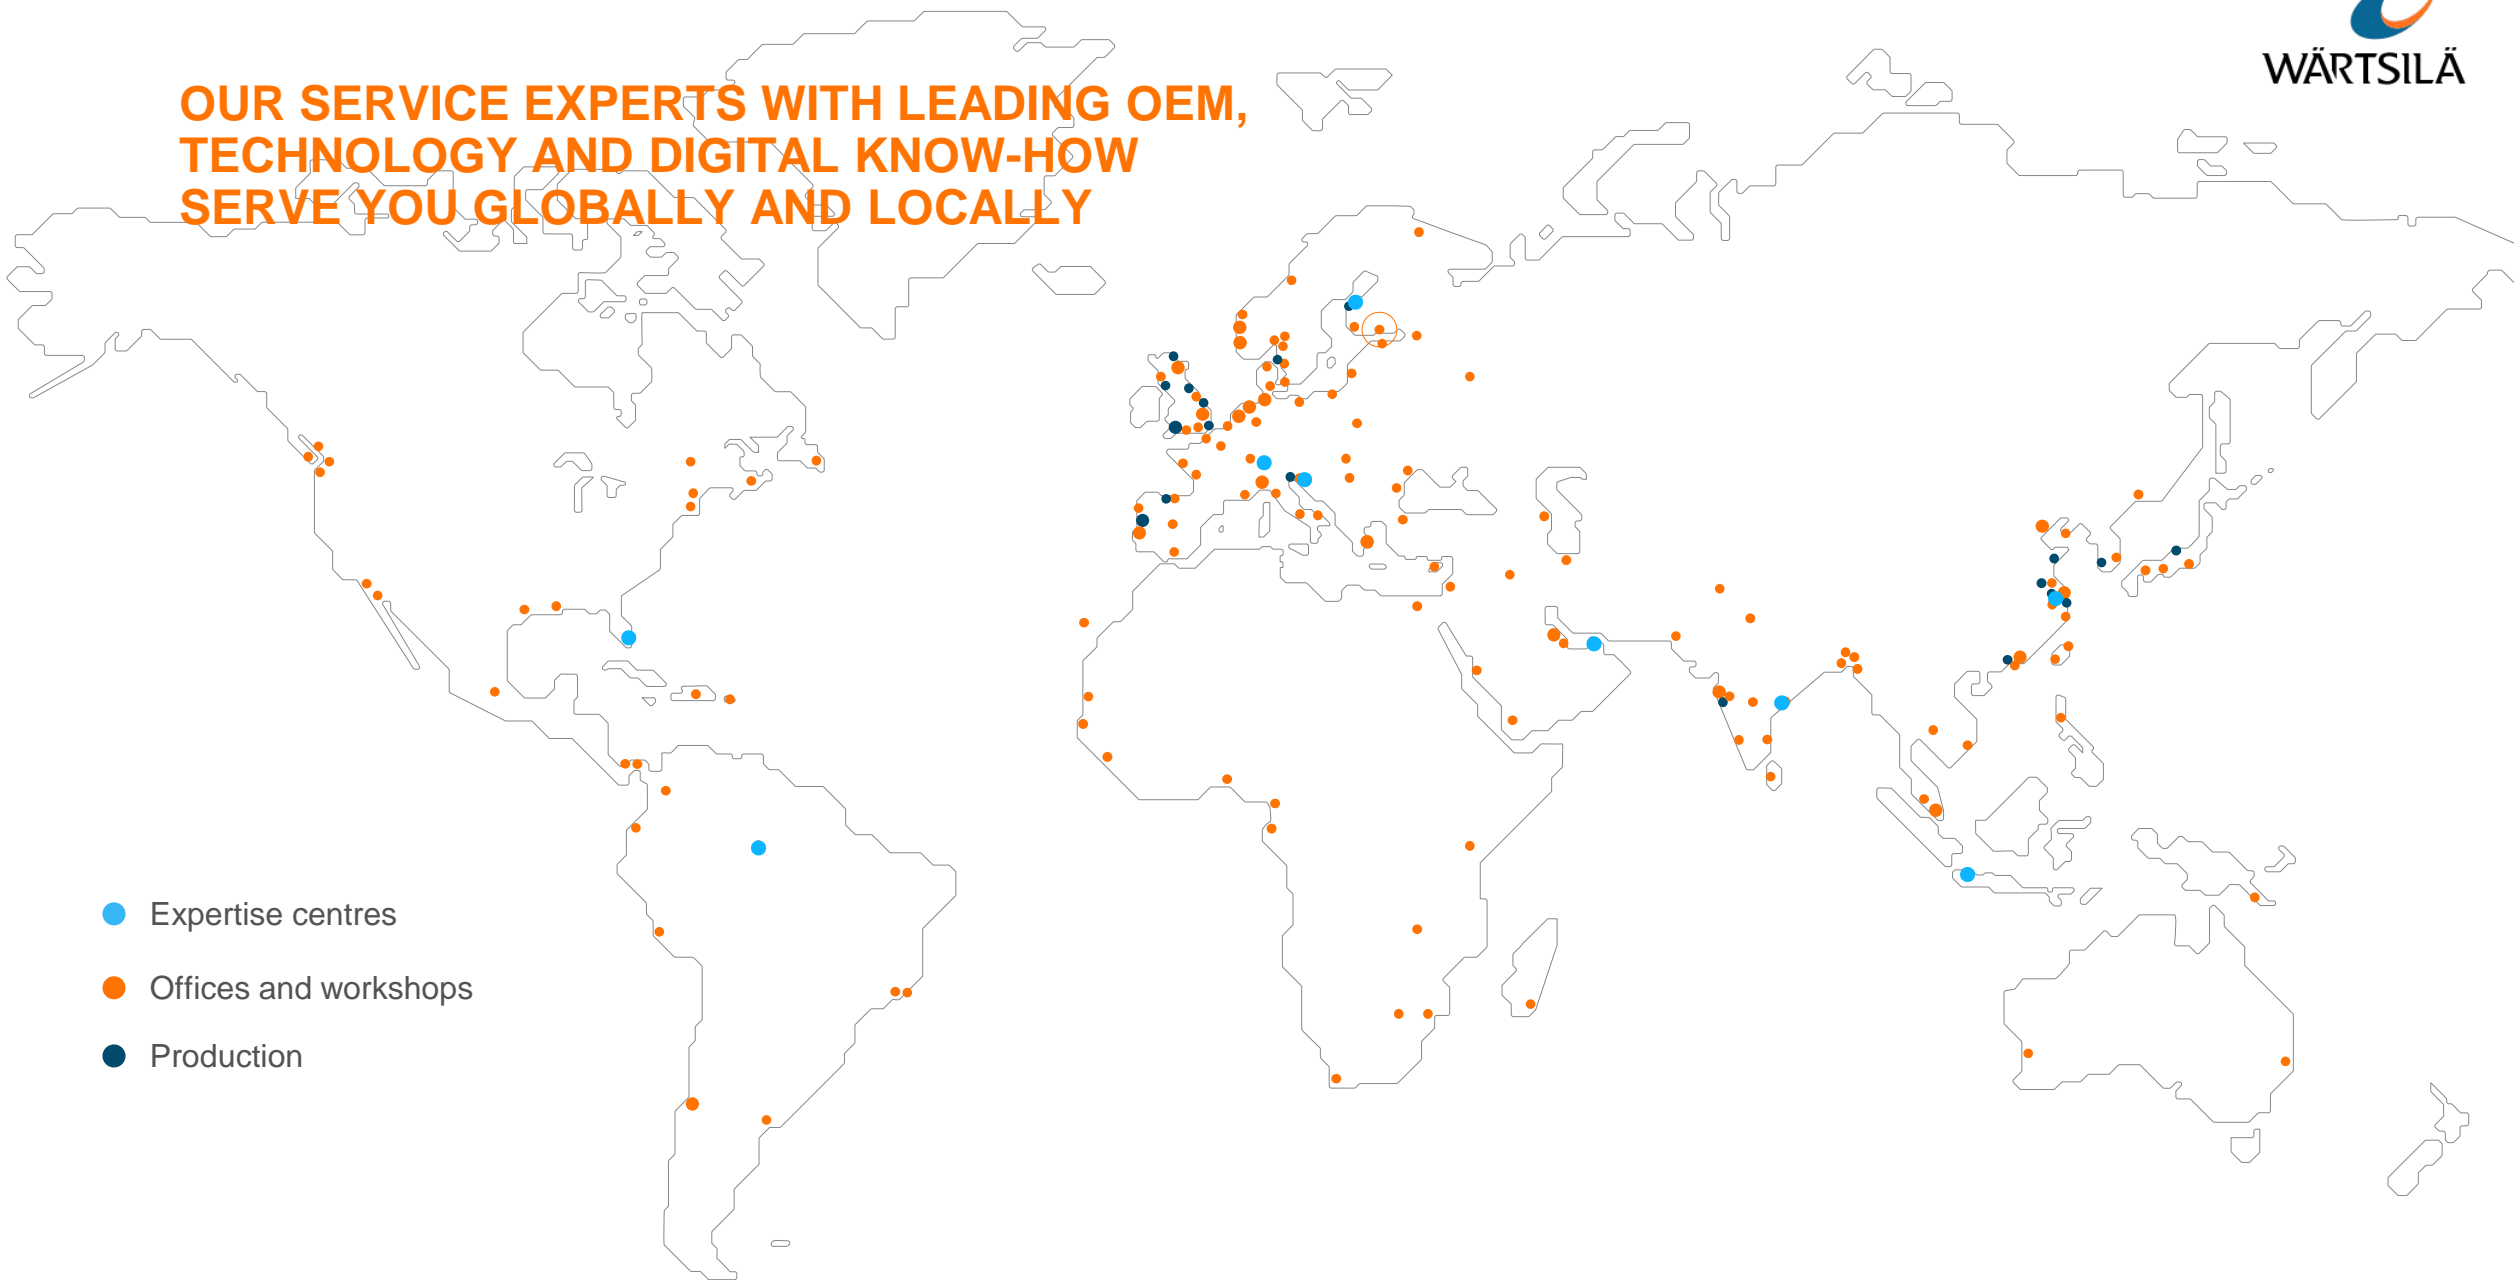 WÄRTSILÄ
OUR SERVICE EXPERTS WITH LEADING OEM,
TECHNOLOGY AND DIGITAL KNOW-HOW
SERVE YOU GLOBALLY AND LOCALLY
Expertise centres
Offices and workshops
Production